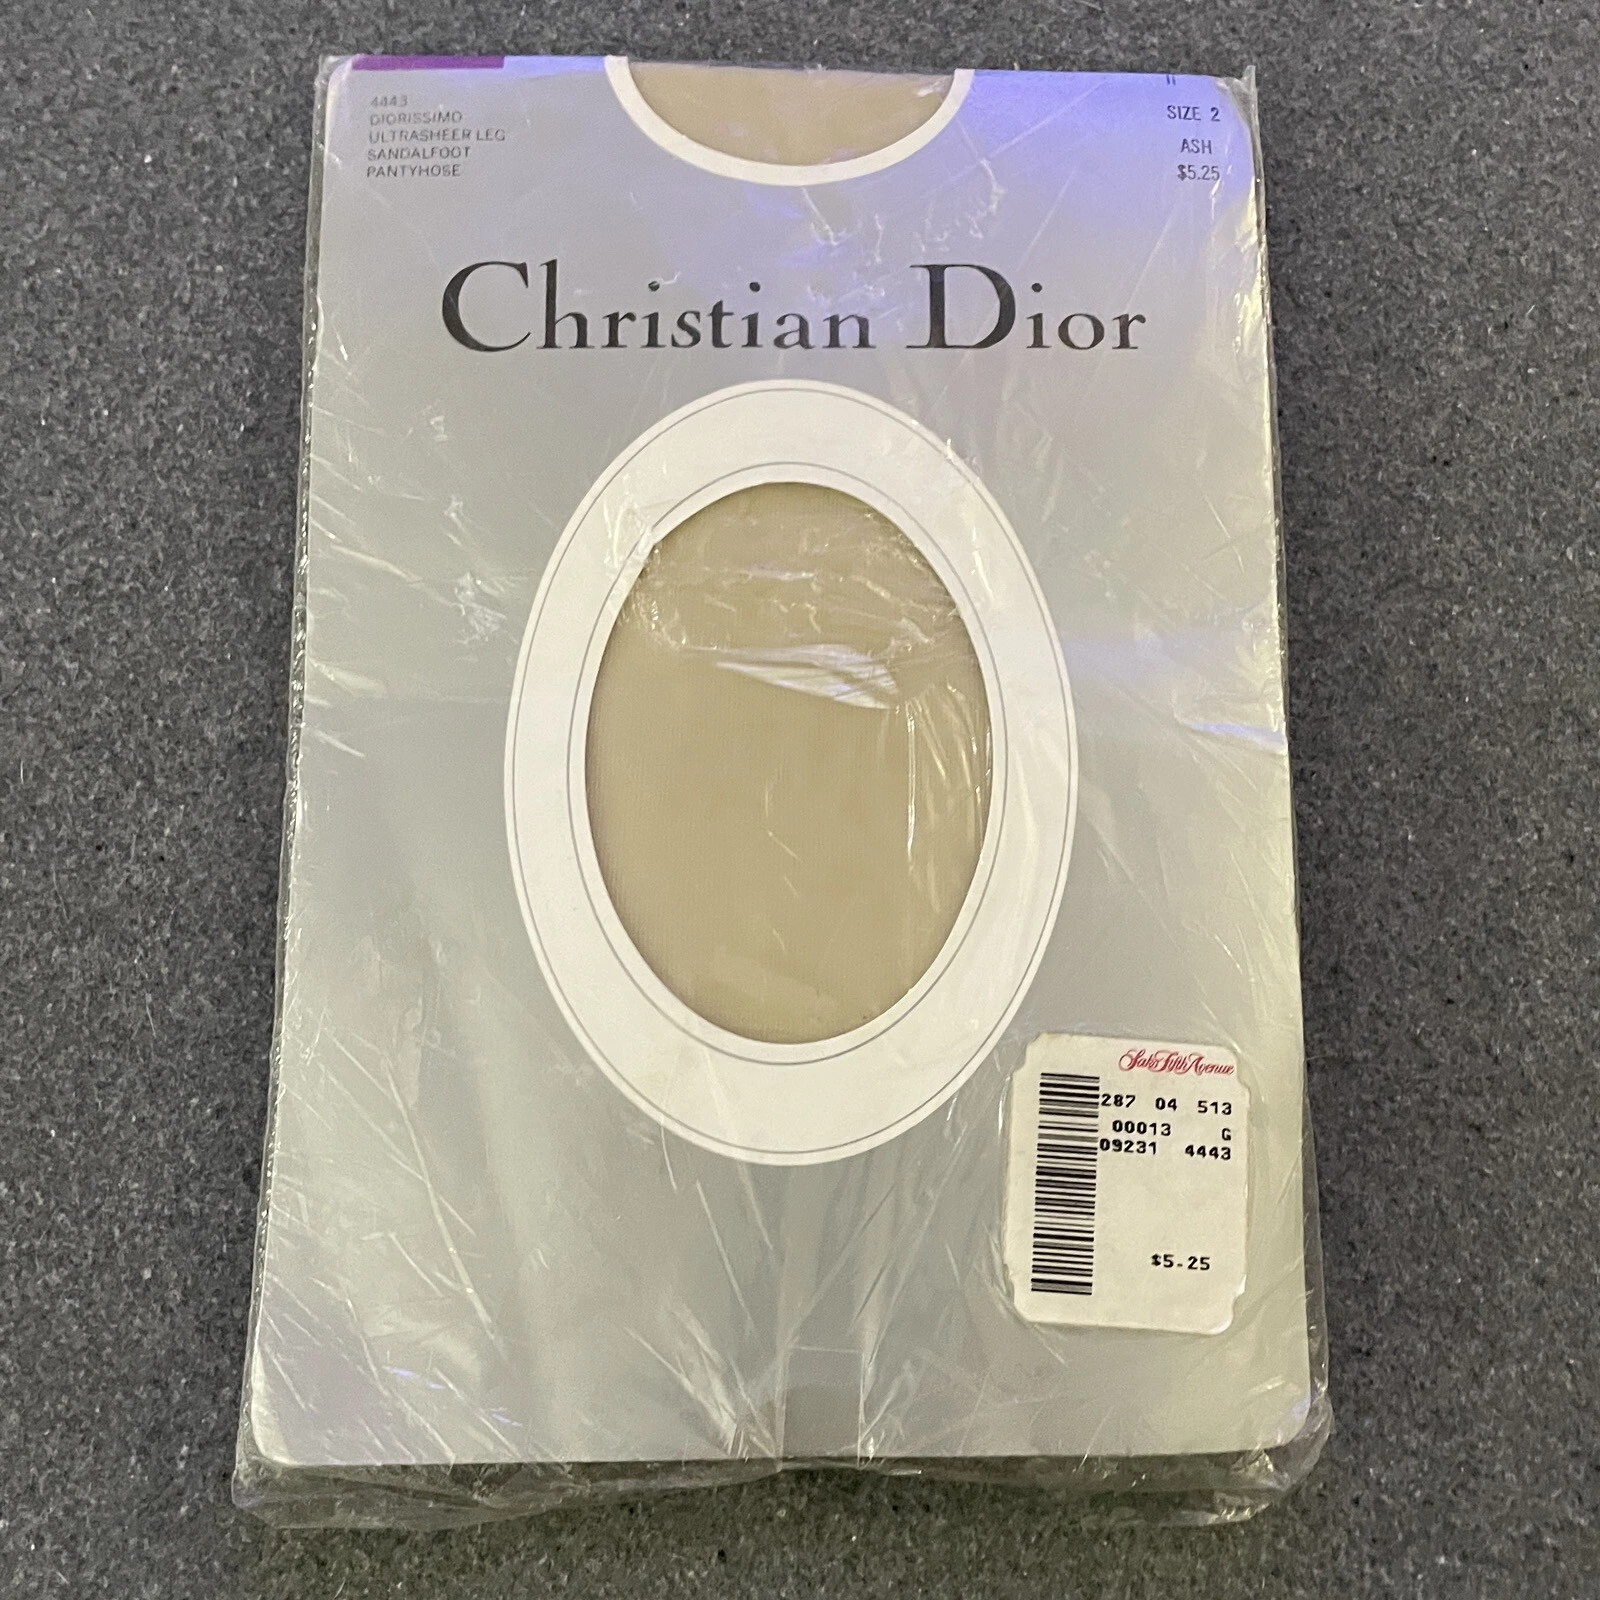 4443
DIORISSIMO
ULTRASHEER LEG
SANDALFOOT
PANTYHOSE
SIZE 2
ASH
$5.25
Christian Dior
Saks Fifth Avenue
287 04 513
00013 G
09231 4443
$5.25